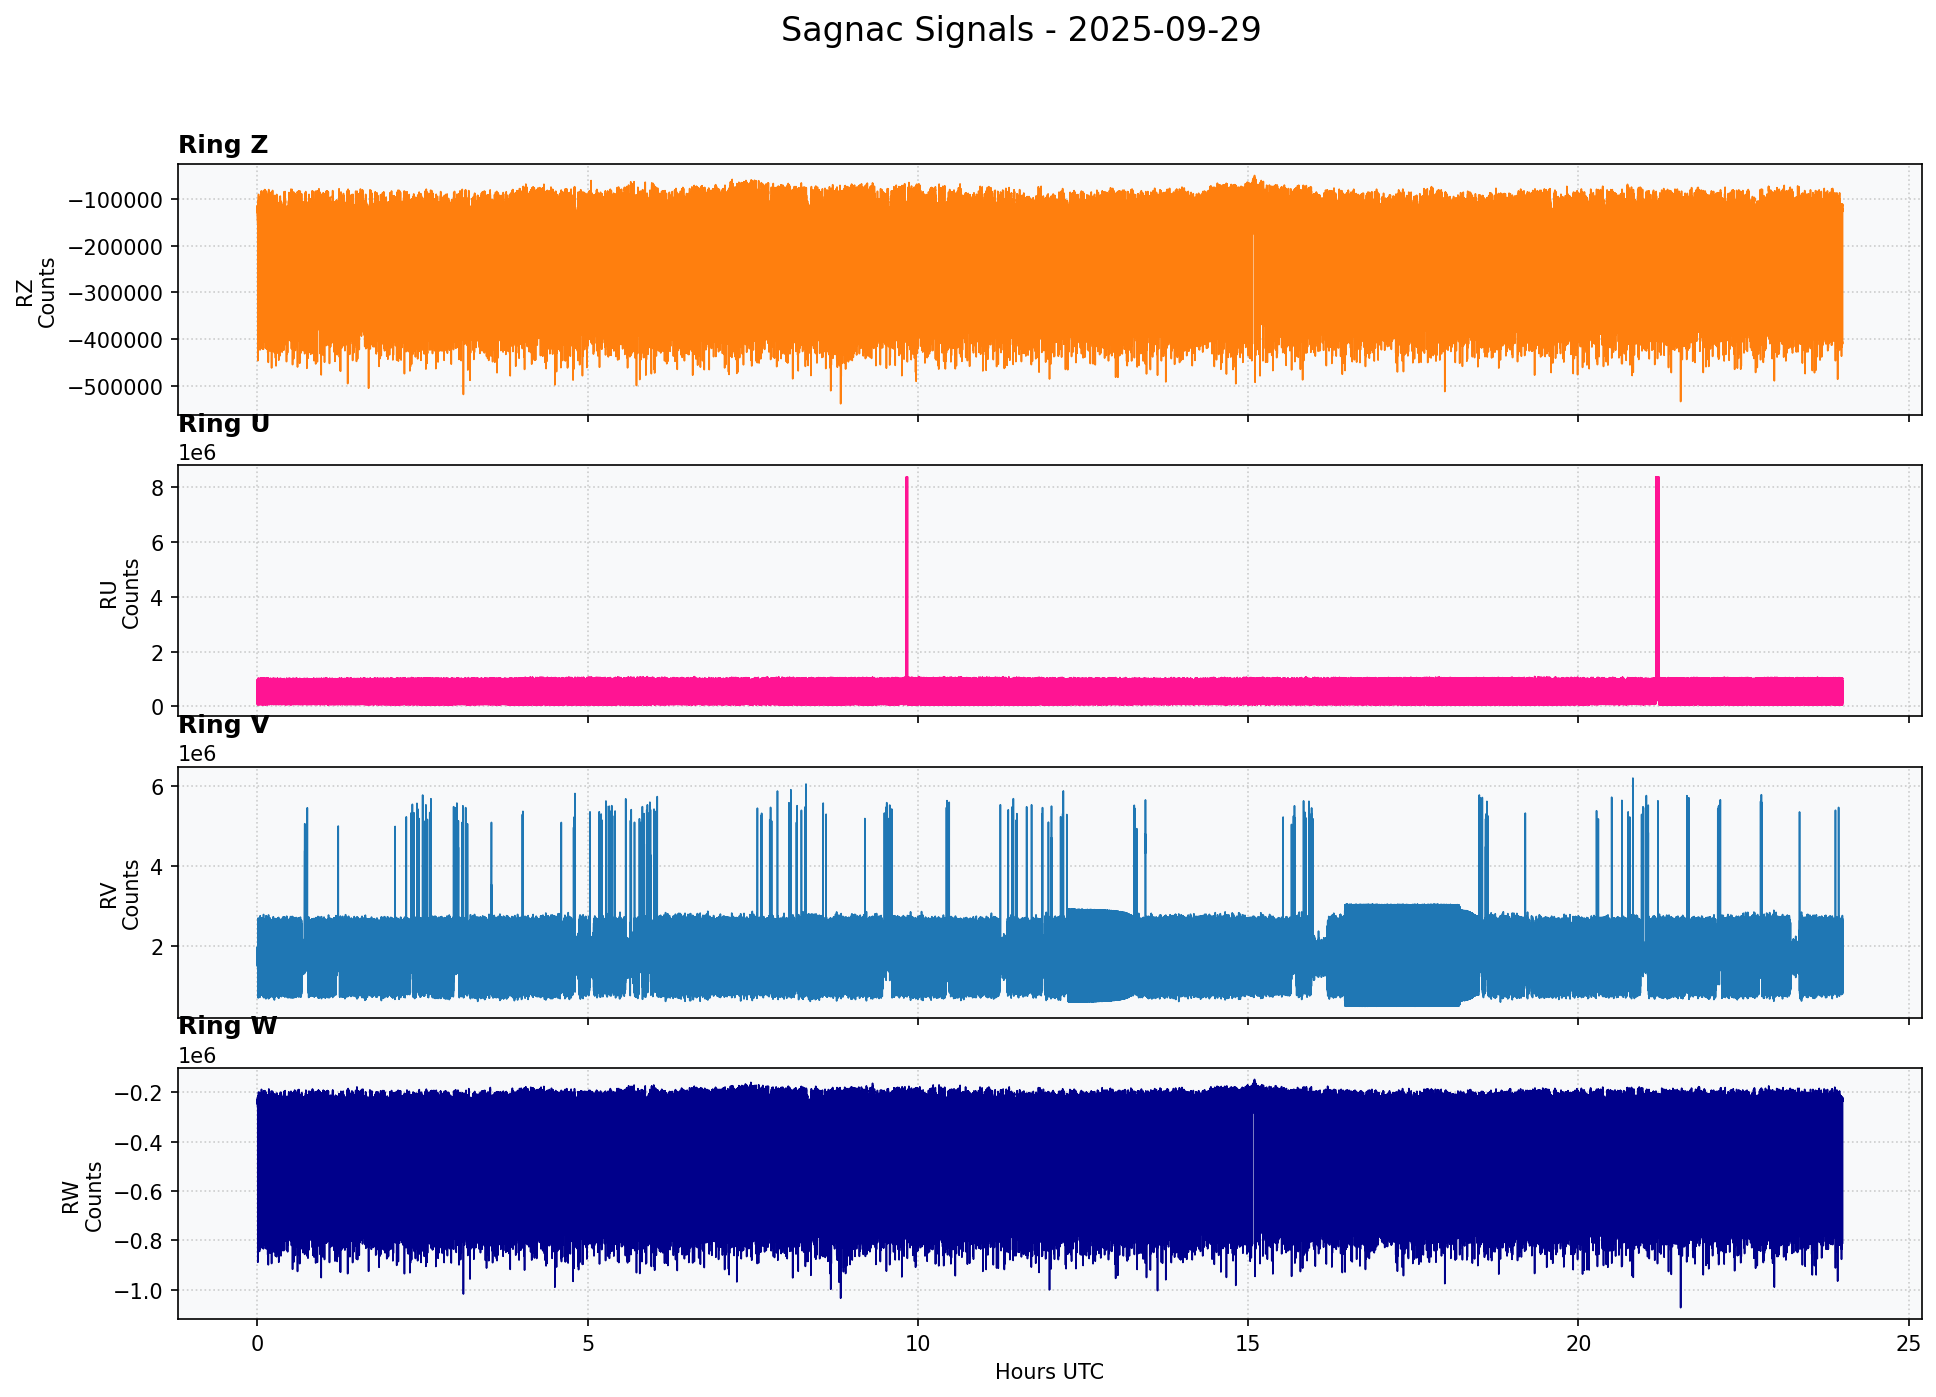 Sagnac Signals - 2025-09-29
Ring Z
RZ
Counts
−100000
−200000
−300000
−400000
−500000
Ring U
1e6
RU
Counts
8
6
4
2
0
Ring V
1e6
RV
Counts
6
4
2
Ring W
1e6
RW
Counts
−0.2
−0.4
−0.6
−0.8
−1.0
0 5 10 15 20 25
Hours UTC